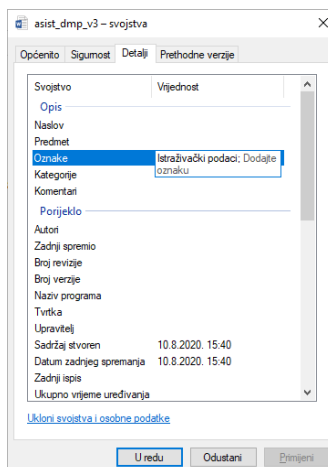 asist_dmp_v3 – svojstva
Općenito Sigurnost Detalji Prethodne verzije
Svojstvo Vrijednost
Opis
Naslov
Predmet
Oznake Istraživački podaci; Dodajte oznaku
Kategorije
Komentari
Porijeklo
Autori
Zadnji spremio
Broj revizije
Broj verzije
Naziv programa
Tvrtka
Upravitelj
Sadržaj stvoren 10.8.2020. 15:40
Datum zadnjeg spremanja 10.8.2020. 15:40
Zadnji ispis
Ukupno vrijeme uređivanja
Ukloni svojstva i osobne podatke
U redu Odustani Primijeni